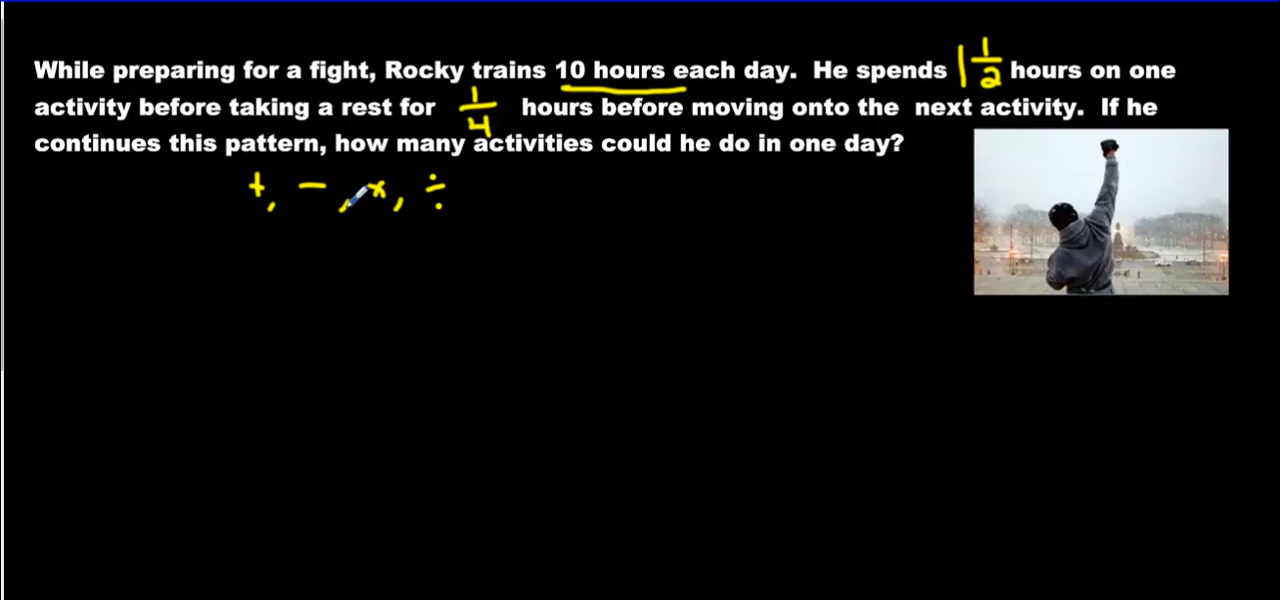 While preparing for a fight, Rocky trains 10 hours each day. He spends 1 1/2 hours on one
activity before taking a rest for 1/4 hours before moving onto the next activity. If he
continues this pattern, how many activities could he do in one day?
+, - , x, ÷